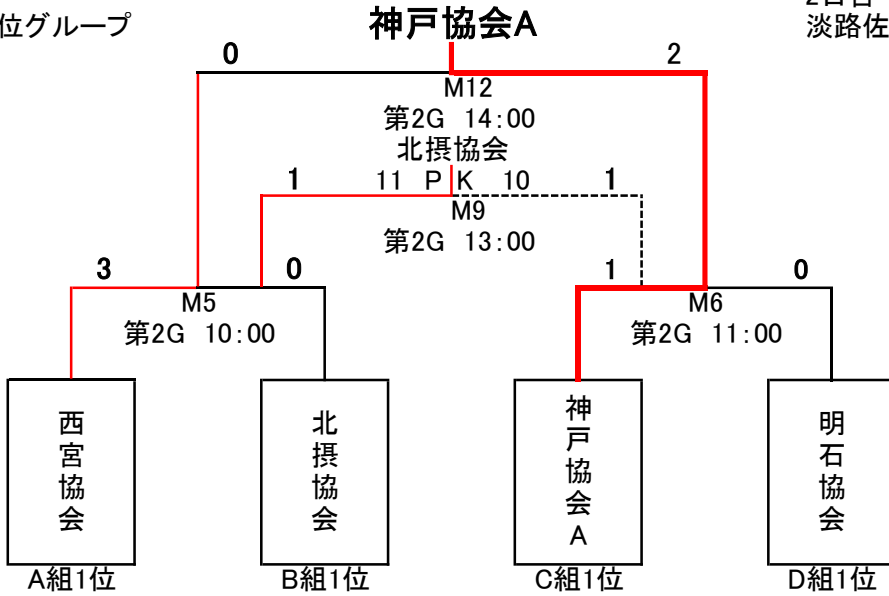 位グループ
神戸協会A
2日目
淡路佐
0
2
M12
第2G 14:00
北摂協会
1
11 P K 10
1
M9
第2G 13:00
3
0
1
0
M5
第2G 10:00
M6
第2G 11:00
西宮協会
北摂協会
神戸協会A
明石協会
A組1位
B組1位
C組1位
D組1位